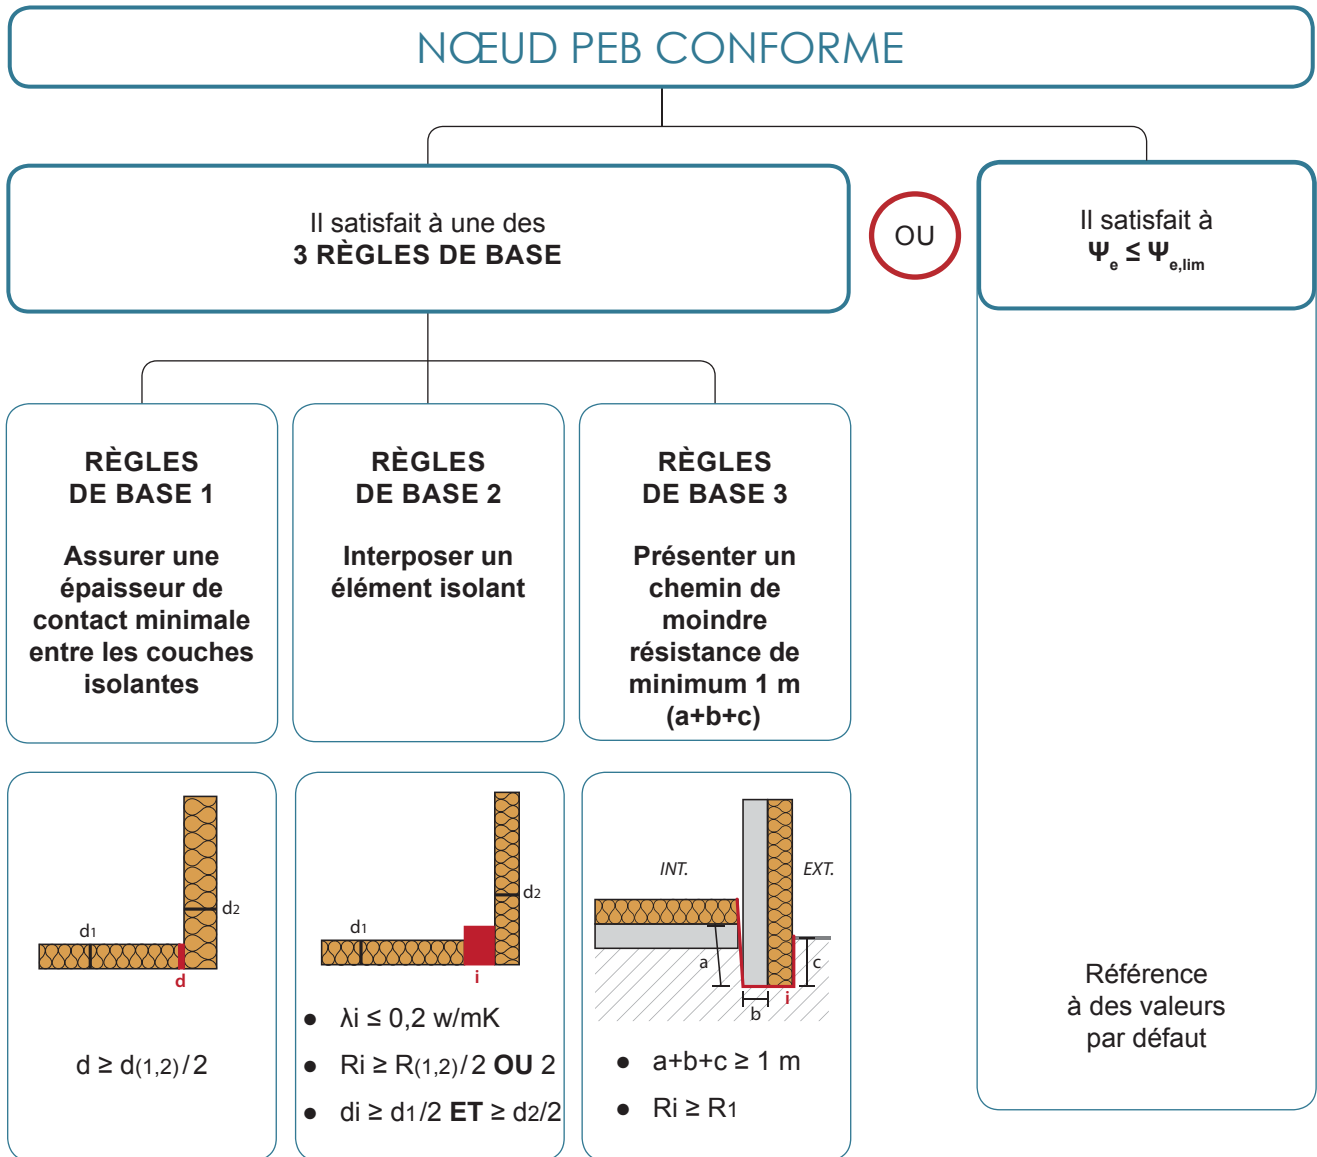 NŒUD PEB CONFORME
Il satisfait à une des
3 RÈGLES DE BASE
OU
Il satisfait à
Ψe ≤ Ψe,lim
RÈGLES
DE BASE 1
Assurer une
épaisseur de
contact minimale
entre les couches
isolantes
RÈGLES
DE BASE 2
Interposer un
élément isolant
RÈGLES
DE BASE 3
Présenter un
chemin de
moindre
résistance de
minimum 1 m
(a+b+c)
d1
d2
d
d ≥ d(1,2)/2
d1
d2
i
● λi ≤ 0,2 w/mK
● Ri ≥ R(1,2)/2 OU 2
● di ≥ d1/2 ET ≥ d2/2
INT.
EXT.
a
c
i
b
● a+b+c ≥ 1 m
● Ri ≥ R1
Référence
à des valeurs
par défaut